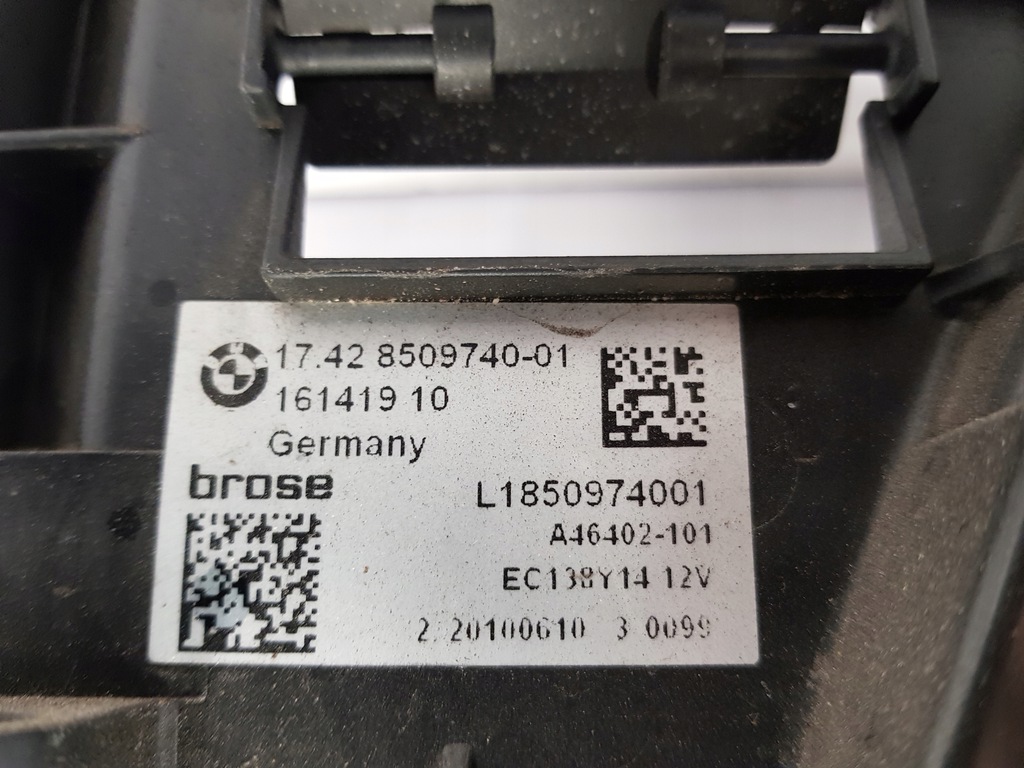 17.42 8509740-01
161419 10
Germany
brose
L1850974001
A46402-101
EC138Y14 12V
2 20100610 3 0099